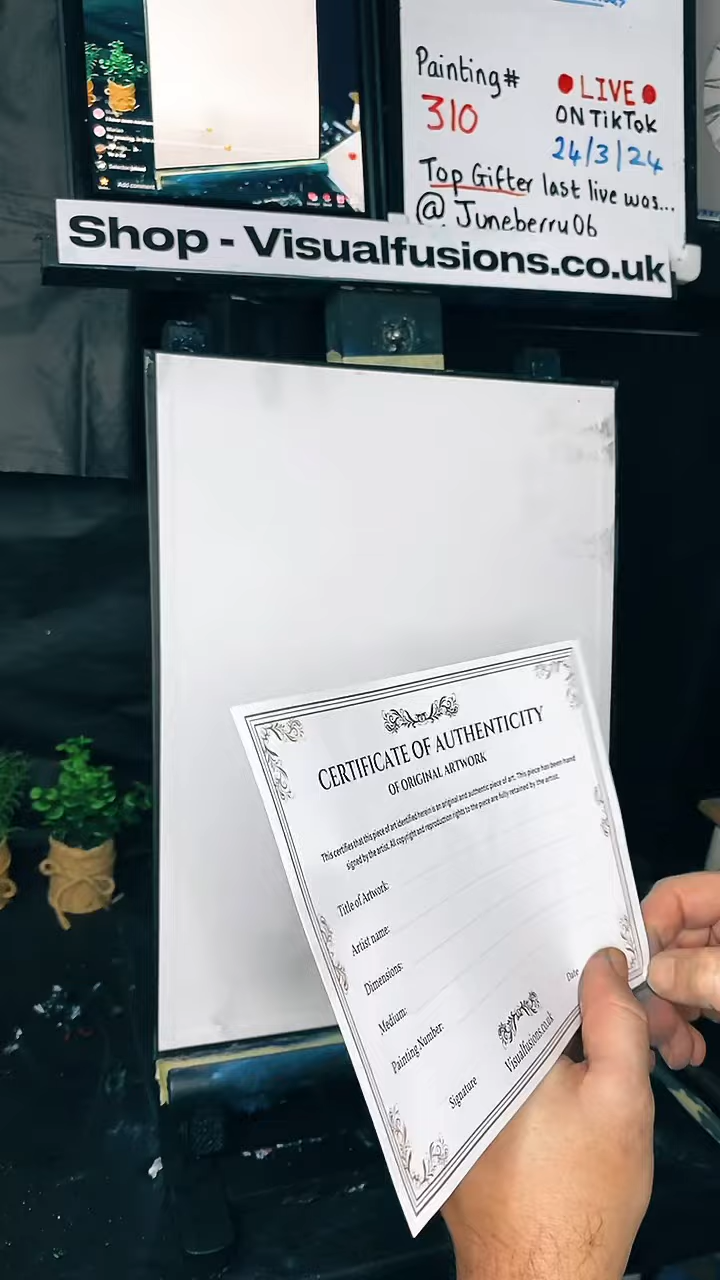 Painting#
310
LIVE
ON TikTok
24/3/24
Top Gifter last live was...
@Juneberru06
Shop - Visualfusions.co.uk
Add comment
CERTIFICATE OF AUTHENTICITY
OF ORIGINAL ARTWORK
This certifies that this piece of art identified herein is an original and authentic piece of art. This piece has been hand
signed by the artist. All copyright and reproduction rights to the piece are fully retained by the artist.
Title of Artwork:
Artist name:
Dimensions:
Medium:
Painting Number:
Date
Signature
Visualfusions.co.uk